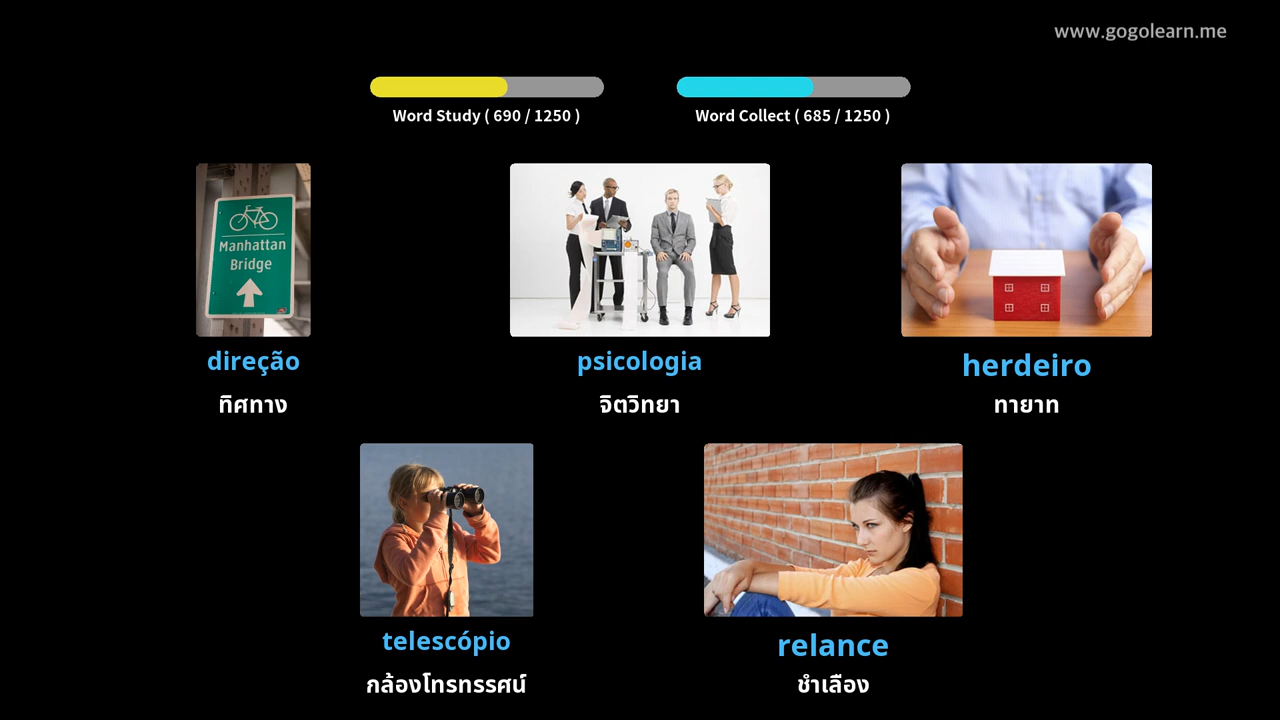 www.gogolearn.me
Word Study ( 690 / 1250 )
Word Collect ( 685 / 1250 )
Manhattan
Bridge
direção
ทิศทาง
psicologia
จิตวิทยา
herdeiro
ทายาท
telescópio
กล้องโทรทรรศน์
relance
ชำเลือง